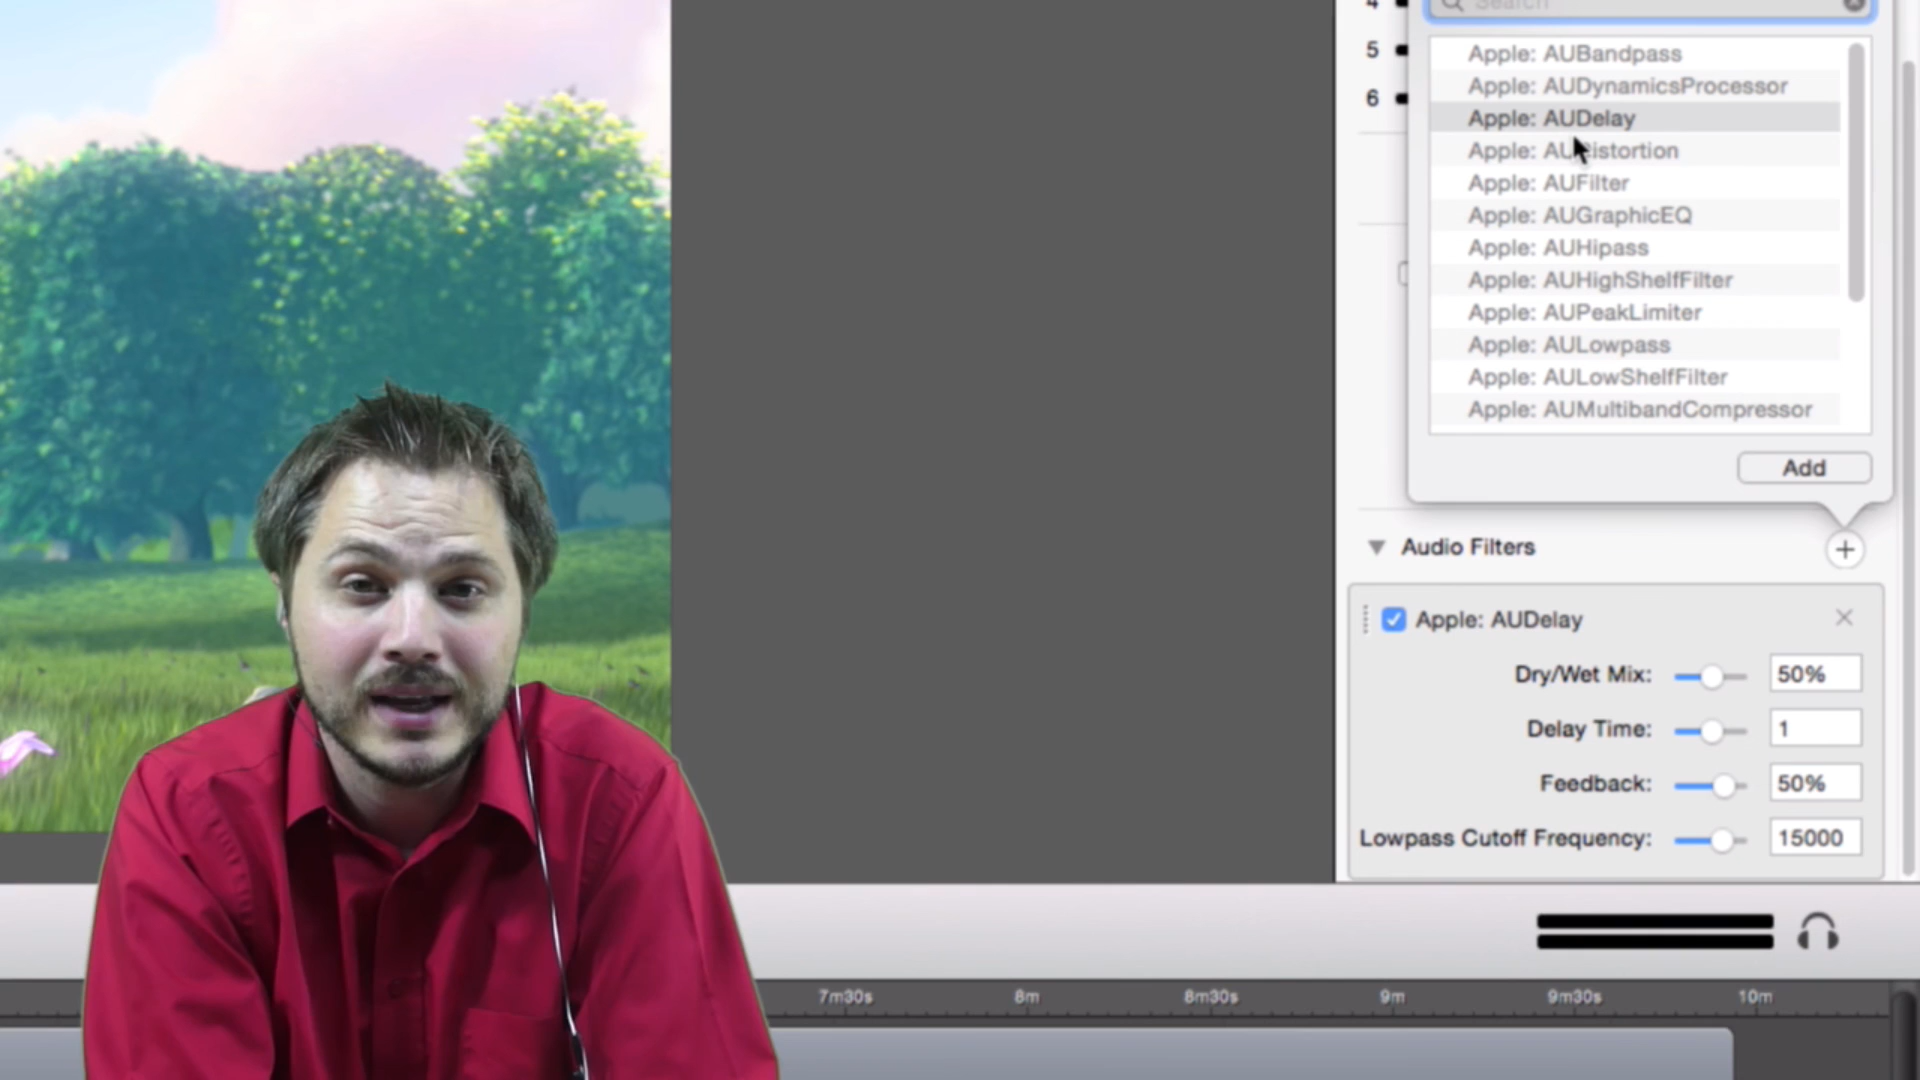 4
Search
5
6
Apple: AUBandpass
Apple: AUDynamicsProcessor
Apple: AUDelay
Apple: AUDistortion
Apple: AUFilter
Apple: AUGraphicEQ
Apple: AUHipass
Apple: AUHighShelfFilter
Apple: AUPeakLimiter
Apple: AULowpass
Apple: AULowShelfFilter
Apple: AUMultibandCompressor
Add
Audio Filters
Apple: AUDelay
Dry/Wet Mix: 50%
Delay Time: 1
Feedback: 50%
Lowpass Cutoff Frequency: 15000
7m30s 8m 8m30s 9m 9m30s 10m